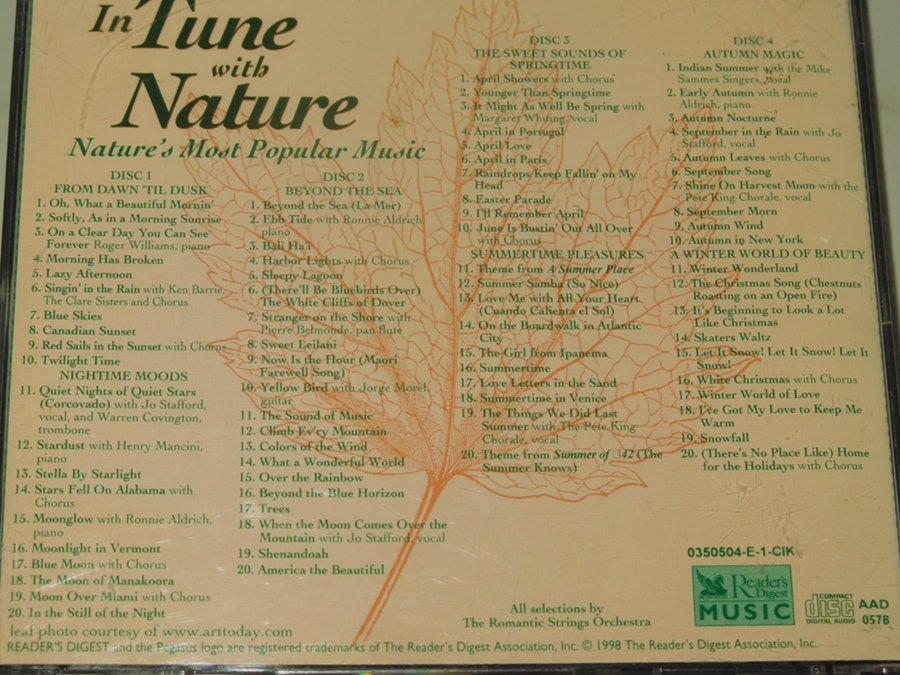 In Tune
with
Nature
Nature's Most Popular Music
DISC 1
FROM DAWN 'TIL DUSK
1. Oh, What a Beautiful Mornin'
2. Softly, As in a Morning Sunrise
3. On a Clear Day You Can See
Forever Roger Williams, piano
4. Morning Has Broken
5. Lazy Afternoon
6. Singin' in the Rain with Ken Barrie,
The Clare Sisters and Chorus
7. Blue Skies
8. Canadian Sunset
9. Red Sails in the Sunset with Chorus
10. Twilight Time
NIGHTIME MOODS
11. Quiet Nights of Quiet Stars
(Corcovado) with Jo Stafford,
vocal, and Warren Covington,
trombone
12. Stardust with Henry Mancini,
piano
13. Stella By Starlight
14. Stars Fell On Alabama with
Chorus
15. Moonglow with Ronnie Aldrich,
piano
16. Moonlight in Vermont
17. Blue Moon with Chorus
18. The Moon of Manakoora
19. Moon Over Miami with Chorus
20. In the Still of the Night
DISC 2
BEYOND THE SEA
1. Beyond the Sea (La Mer)
2. Ebb Tide with Ronnie Aldrich,
piano
3. Bali Ha'i
4. Harbor Lights with Chorus
5. Sleepy Lagoon
6. (There'll Be Bluebirds Over)
The White Cliffs of Dover
7. Stranger on the Shore with
Pierre Belmonde, pan flute
8. Sweet Leilani
9. Now Is the Hour (Maori
Farewell Song)
10. Yellow Bird with Jorge Morel,
guitar
11. The Sound of Music
12. Climb Ev'ry Mountain
13. Colors of the Wind
14. What a Wonderful World
15. Over the Rainbow
16. Beyond the Blue Horizon
17. Trees
18. When the Moon Comes Over the
Mountain with Jo Stafford, vocal
19. Shenandoah
20. America the Beautiful
DISC 3
THE SWEET SOUNDS OF
SPRINGTIME
1. April Showers with Chorus
2. Younger Than Springtime
3. It Might As Well Be Spring with
Margaret Whiting, vocal
4. April in Portugal
5. April Love
6. April in Paris
7. Raindrops Keep Fallin' on My
Head
8. Easter Parade
9. I'll Remember April
10. June Is Bustin' Out All Over
with Chorus
SUMMERTIME PLEASURES
11. Theme from A Summer Place
12. Summer Samba (So Nice)
13. Love Me with All Your Heart
(Cuando Calienta el Sol)
14. On the Boardwalk in Atlantic
City
15. The Girl from Ipanema
16. Summertime
17. Love Letters in the Sand
18. Summertime in Venice
19. The Things We Did Last
Summer with The Pete King
Chorale, vocal
20. Theme from Summer of '42 (The
Summer Knows)
DISC 4
AUTUMN MAGIC
1. Indian Summer with the Mike
Sammes Singers, vocal
2. Early Autumn with Ronnie
Aldrich, piano
3. Autumn Nocturne
4. September in the Rain with Jo
Stafford, vocal
5. Autumn Leaves with Chorus
6. September Song
7. Shine On Harvest Moon with the
Pete King Chorale, vocal
8. September Morn
9. Autumn Wind
10. Autumn in New York
A WINTER WORLD OF BEAUTY
11. Winter Wonderland
12. The Christmas Song (Chestnuts
Roasting on an Open Fire)
13. It's Beginning to Look a Lot
Like Christmas
14. Skaters Waltz
15. Let It Snow! Let It Snow! Let It
Snow!
16. White Christmas with Chorus
17. Winter World of Love
18. I've Got My Love to Keep Me
Warm
19. Snowfall
20. (There's No Place Like) Home
for the Holidays with Chorus
0350504-E-1-CIK
Reader's
Digest
MUSIC
COMPACT
disc
DIGITAL AUDIO
AAD
057B
All selections by
The Romantic Strings Orchestra
leaf photo courtesy of www.arttoday.com
READER'S DIGEST and the Pegasus logo are registered trademarks of The Reader's Digest Association, Inc. © 1998 The Reader's Digest Association, Inc.